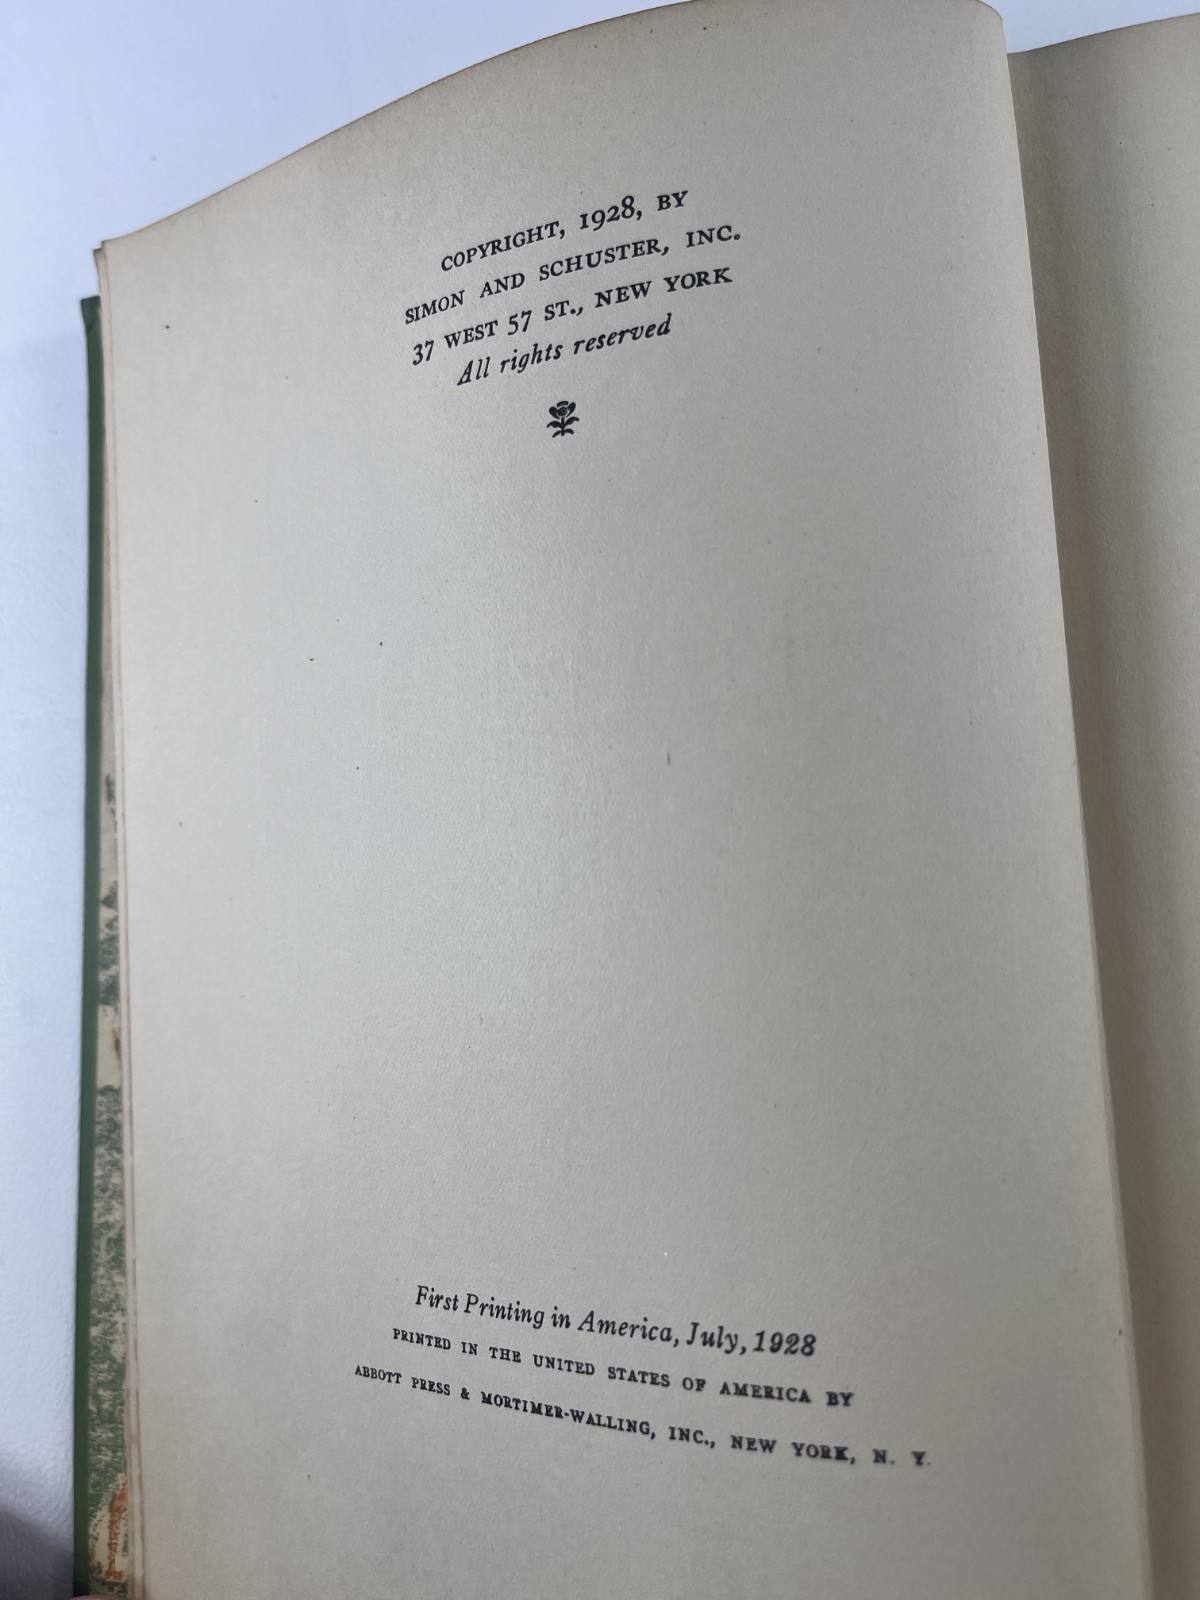 COPYRIGHT, 1928, BY
SIMON AND SCHUSTER, INC.
37 WEST 57 ST., NEW YORK
All rights reserved
First Printing in America, July, 1928
PRINTED IN THE UNITED STATES OF AMERICA BY
ABBOTT PRESS & MORTIMER-WALLING, INC., NEW YORK, N. Y.